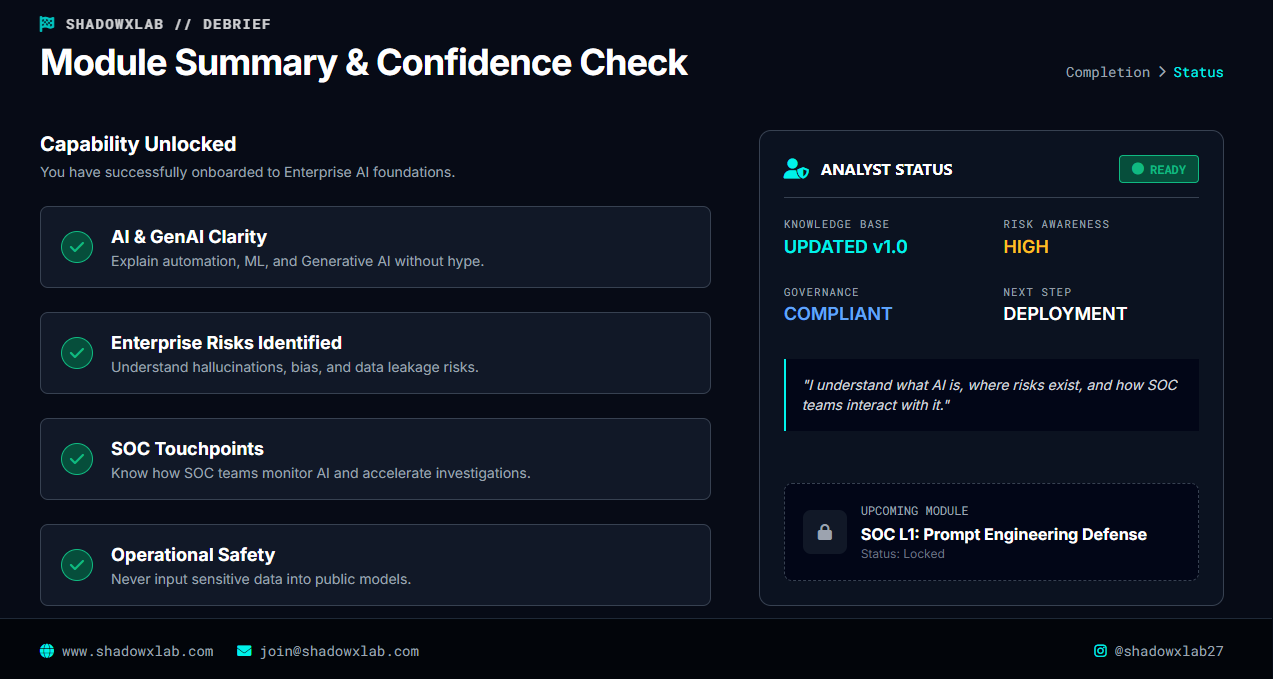 SHADOWXLAB // DEBRIEF
Module Summary & Confidence Check
Completion > Status
Capability Unlocked
You have successfully onboarded to Enterprise AI foundations.
AI & GenAI Clarity
Explain automation, ML, and Generative AI without hype.
Enterprise Risks Identified
Understand hallucinations, bias, and data leakage risks.
SOC Touchpoints
Know how SOC teams monitor AI and accelerate investigations.
Operational Safety
Never input sensitive data into public models.
ANALYST STATUS
READY
KNOWLEDGE BASE
UPDATED v1.0
RISK AWARENESS
HIGH
GOVERNANCE
COMPLIANT
NEXT STEP
DEPLOYMENT
"I understand what AI is, where risks exist, and how SOC
teams interact with it."
UPCOMING MODULE
SOC L1: Prompt Engineering Defense
Status: Locked
www.shadowxlab.com
join@shadowxlab.com
@shadowxlab27